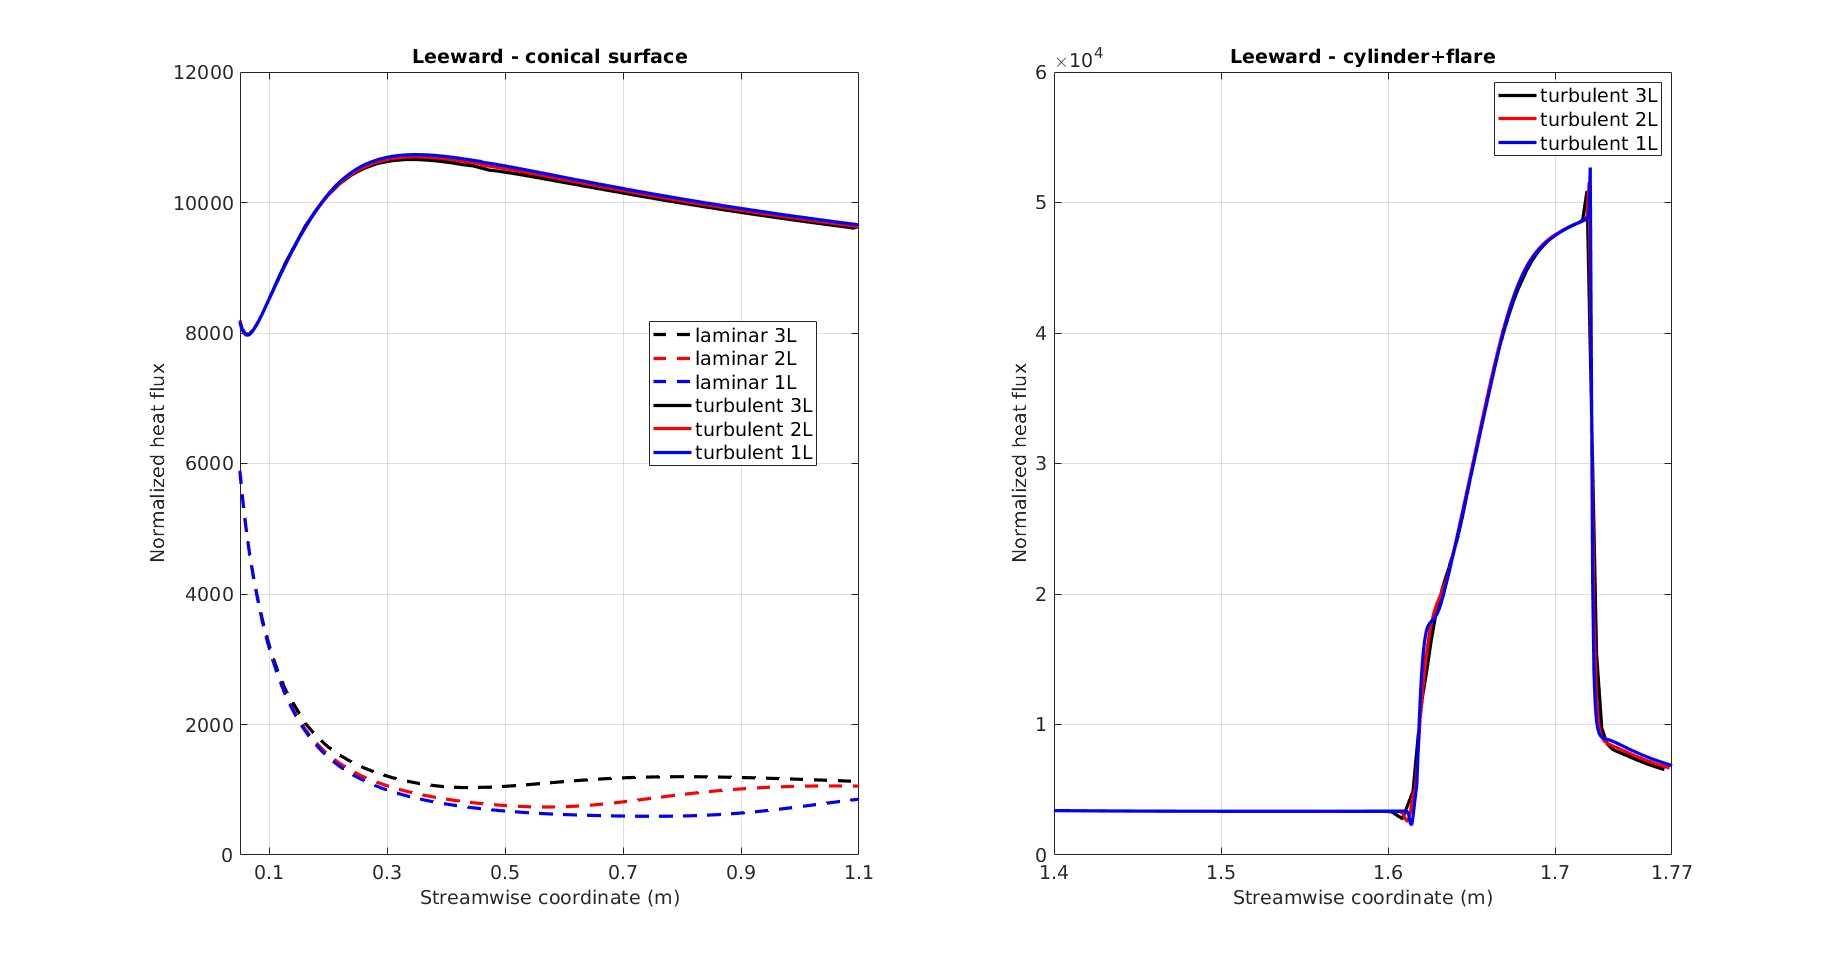 Leeward - conical surface
12000
10000
8000
6000
4000
2000
0
0.1 0.3 0.5 0.7 0.9 1.1
Normalized heat flux
Streamwise coordinate (m)
laminar 3L
laminar 2L
laminar 1L
turbulent 3L
turbulent 2L
turbulent 1L
Leeward - cylinder+flare
×10⁴
6
5
4
3
2
1
0
1.4 1.5 1.6 1.7 1.77
Normalized heat flux
Streamwise coordinate (m)
turbulent 3L
turbulent 2L
turbulent 1L